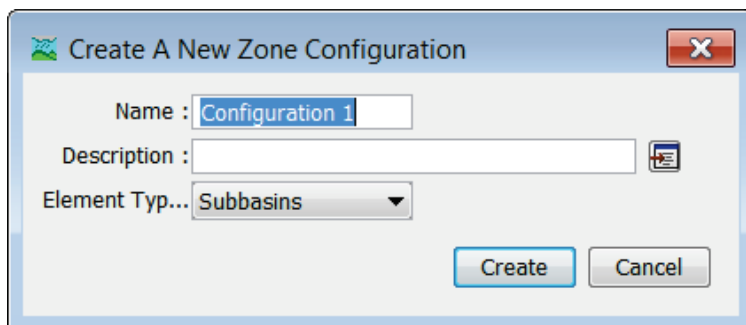 Create A New Zone Configuration
Name : Configuration 1
Description :
Element Typ... Subbasins
Create Cancel